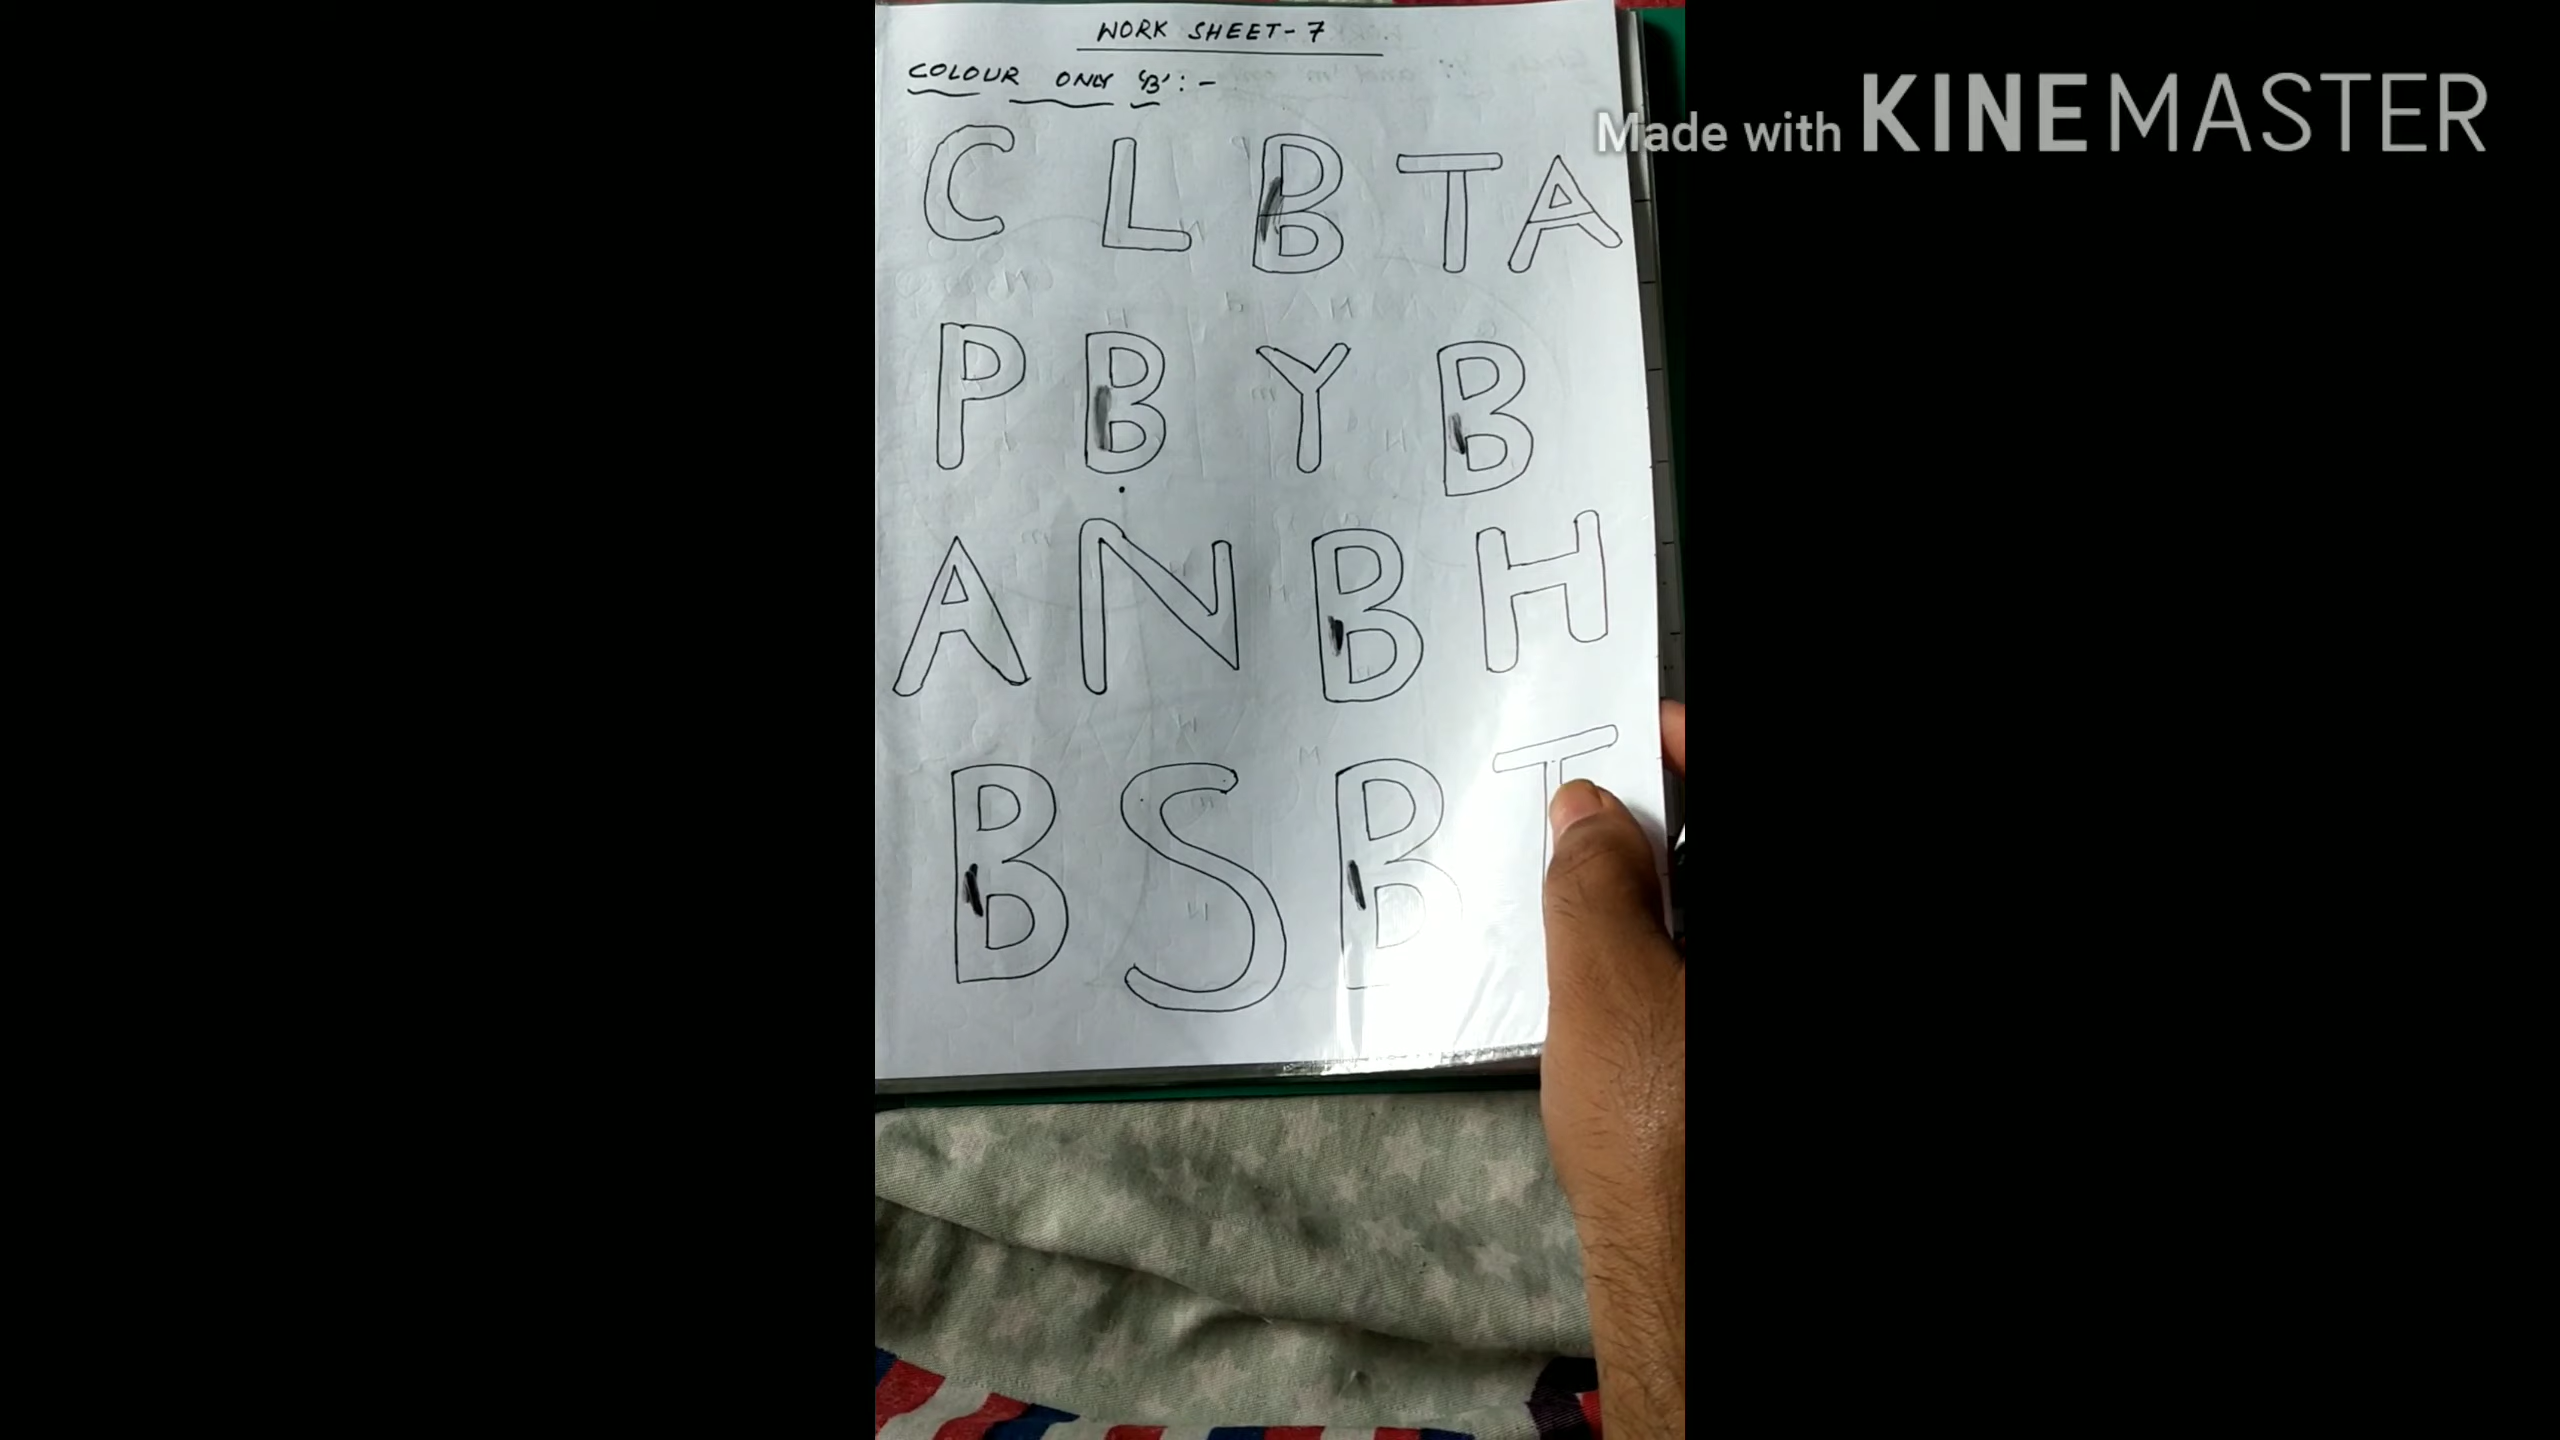 WORK SHEET-7
Made with KINEMASTER
COLOUR ONLY 'B':-
C L B T A
P B Y B
A N B H
B S B T